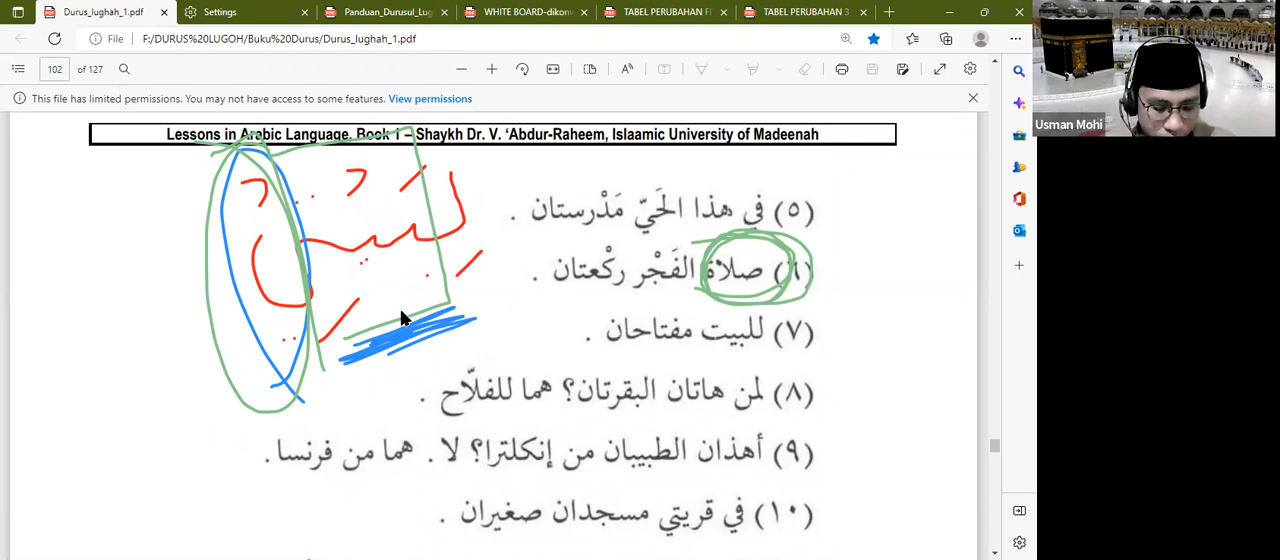 Durus_lughah_1.pdf
Settings
Panduan_Durusul_Lug
WHITE BOARD-dikonv
TABEL PERUBAHAN FI
TABEL PERUBAHAN 3
File
F:/DURUS%20LUGOH/Buku%20Durus/Durus_lughah_1.pdf
102 of 127
This file has limited permissions. You may not have access to some features. View permissions
Usman Mohi
Lessons in Arabic Language, Book 1 – Shaykh Dr. V. ‘Abdur-Raheem, Islaamic University of Madeenah
(٥) في هذا الحَيّ مَدْرستان .
(٦) صلاة الفَجْر ركْعتان .
(٧) للبيت مفتاحان .
(٨) لمن هاتان البقرتان؟ هما للفلّاح .
(٩) أهذان الطبيبان من إنكلترا؟ لا . هما من فرنسا .
(١٠) في قريتي مسجدان صغيران .